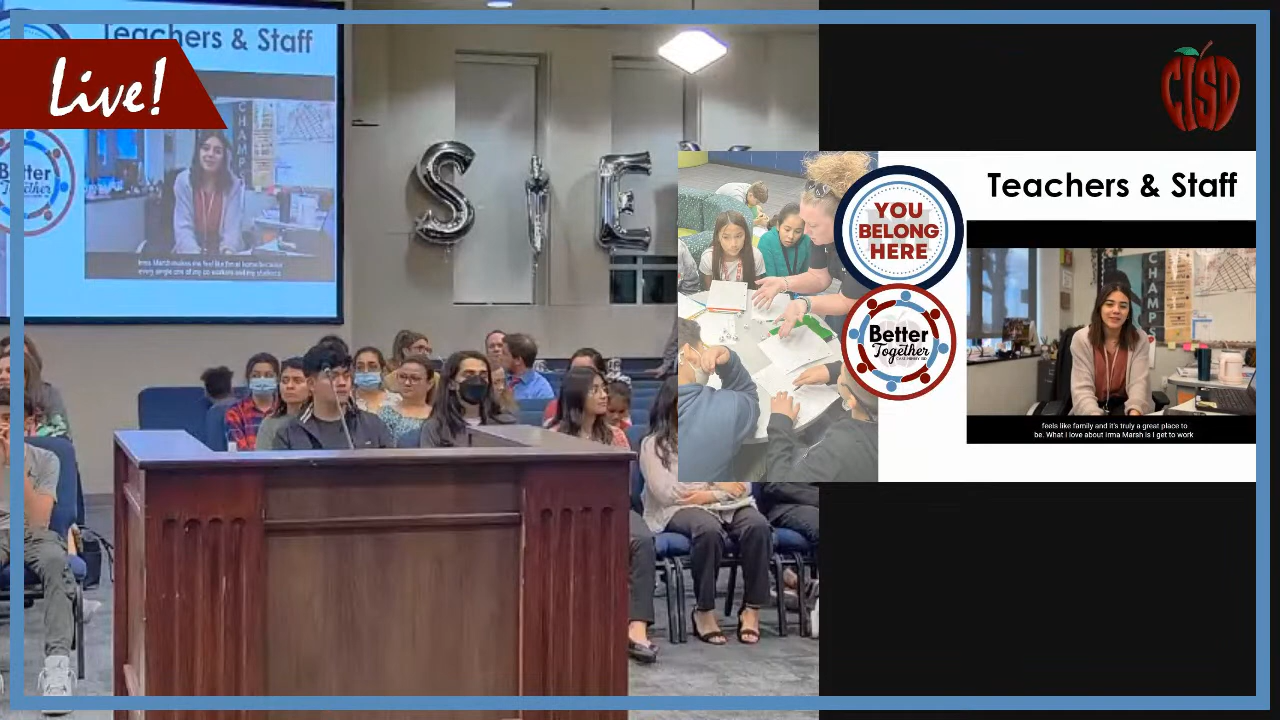 Teachers & Staff
Live!
CISD
CHAMPS
Better
Together
Irma Marsh makes me feel like I'm at home because
every single one of my co workers and my students
S I E
YOU
BELONG
HERE
Better
Together
Teachers & Staff
CHAMPS
feels like family and it's truly a great place to
be. What I love about Irma Marsh is I get to work